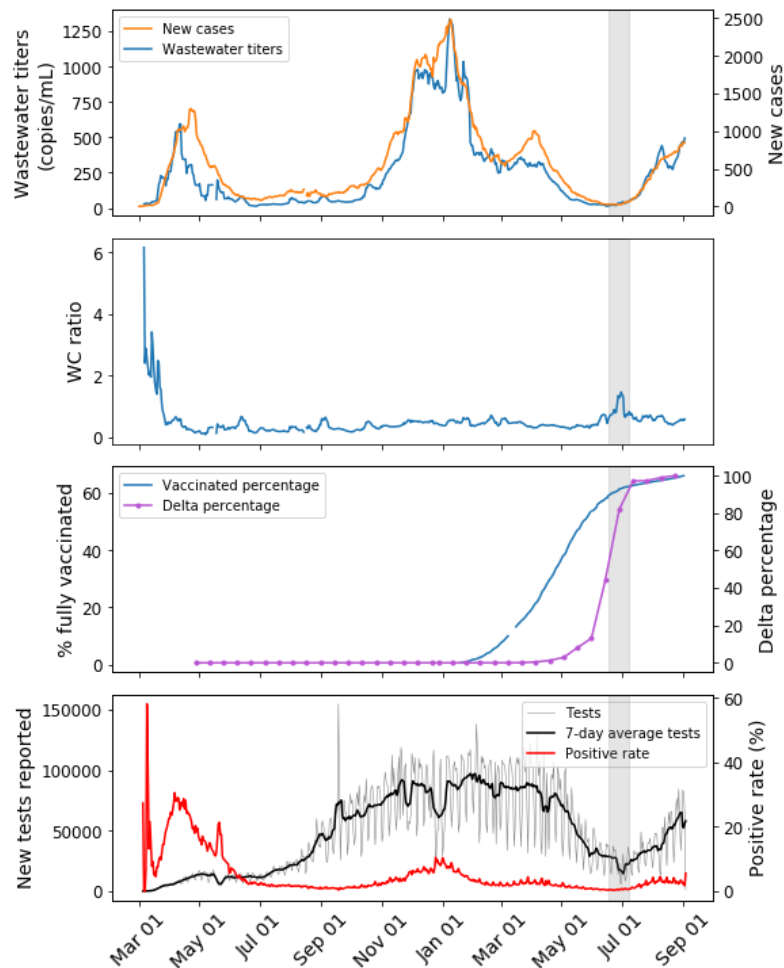 New cases
Wastewater titers
Wastewater titers
(copies/mL)
1250
1000
750
500
250
0
2500
2000
1500
1000
500
0
New cases
WC ratio
6
4
2
0
Vaccinated percentage
Delta percentage
% fully vaccinated
60
40
20
0
100
80
60
40
20
0
Delta percentage
Tests
7-day average tests
Positive rate
New tests reported
150000
100000
50000
0
60
40
20
0
Positive rate (%)
Mar 01
May 01
Jul 01
Sep 01
Nov 01
Jan 01
Mar 01
May 01
Jul 01
Sep 01